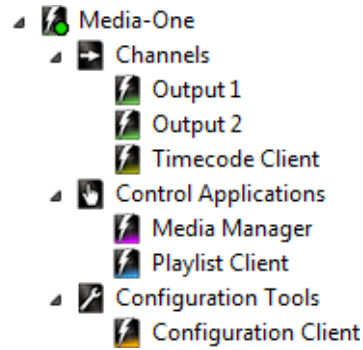 Media-One
Channels
Output 1
Output 2
Timecode Client
Control Applications
Media Manager
Playlist Client
Configuration Tools
Configuration Client